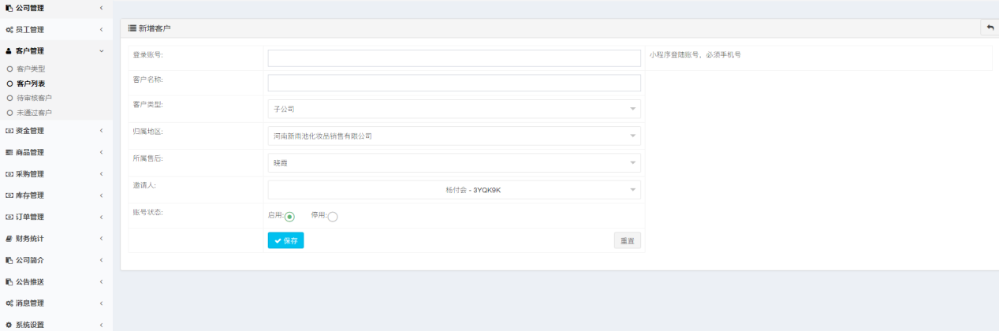 公司管理
员工管理
客户管理
客户类型
客户列表
待审核客户
未通过客户
资金管理
商品管理
采购管理
库存管理
订单管理
财务统计
公司简介
公告推送
消息管理
系统设置
新增客户
登录账号:
小程序登陆账号，必须手机号
客户名称:
客户类型:
子公司
归属地区:
河南新雨池化妆品销售有限公司
所属售后:
晓霞
邀请人:
杨付会 - 3YQK9K
账号状态:
启用: 停用:
保存
重置